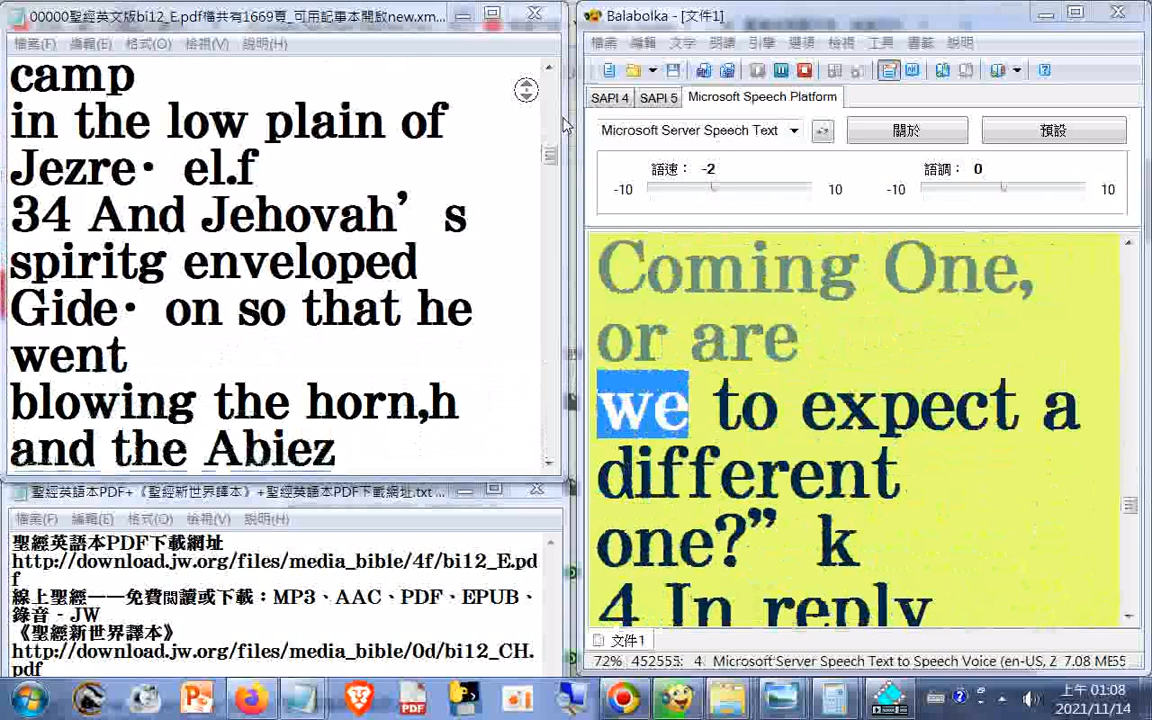 00000聖經英文版bi12_E.pdf檔共有1669頁_可用記事本開啟new.xm...
檔案(F) 編輯(E) 格式(O) 檢視(V) 說明(H)
camp
in the low plain of
Jezre· el.f
34 And Jehovah’s
spiritg enveloped
Gide· on so that he
went
blowing the horn,h
and the Abiez
聖經英語本PDF+《聖經新世界譯本》+聖經英語本PDF下載網址.txt ...
檔案(F) 編輯(E) 格式(O) 檢視(V) 說明(H)
聖經英語本PDF下載網址
http://download.jw.org/files/media_bible/4f/bi12_E.pd
f
線上聖經——免費閱讀或下載：MP3、AAC、PDF、EPUB、
錄音 - JW
《聖經新世界譯本》
http://download.jw.org/files/media_bible/0d/bi12_CH.
pdf
Balabolka - [文件1]
檔案 編輯 文字 朗讀 引擎 選項 檢視 工具 書籤 說明
SAPI 4 SAPI 5 Microsoft Speech Platform
Microsoft Server Speech Text 關於 預設
語速： -2 語調： 0
-10 10 -10 10
Coming One,
or are
we to expect a
different
one?” k
4 In reply
文件1
72% 452555: 4 Microsoft Server Speech Text to Speech Voice (en-US, Z 7.08 ME55
PDF
上午 01:08
2021/11/14